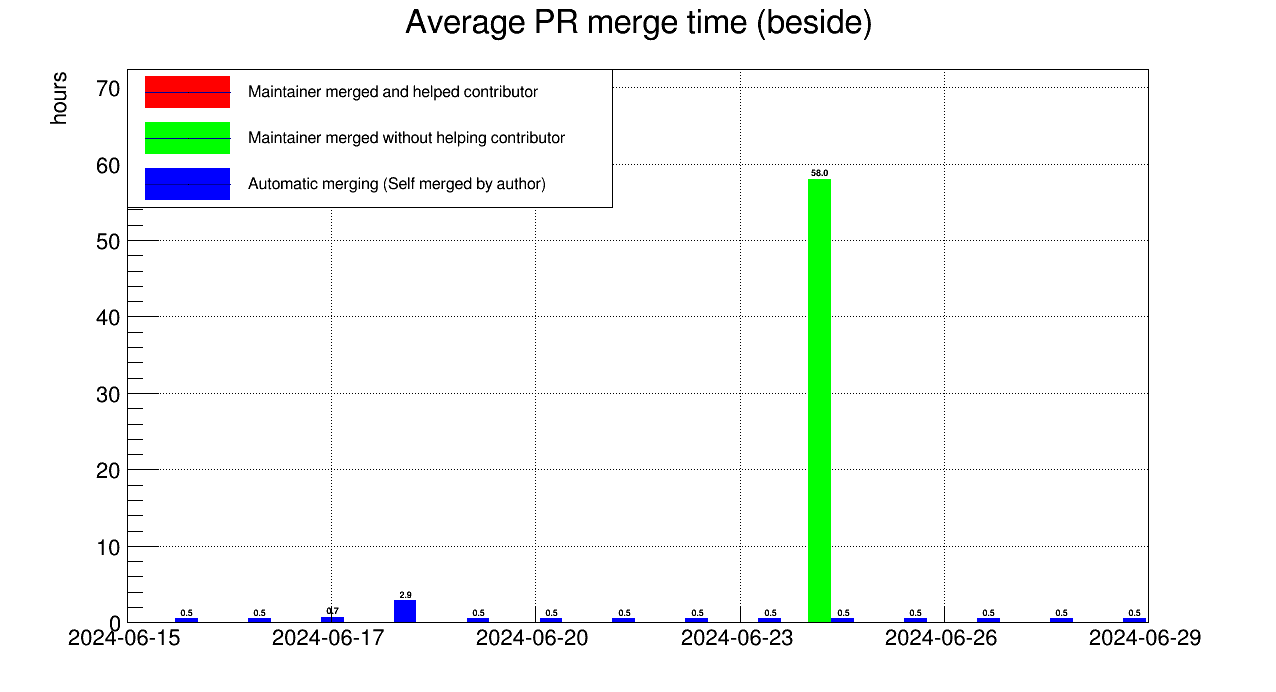 Average PR merge time (beside)
hours
70
60
50
40
30
20
10
0
Maintainer merged and helped contributor
Maintainer merged without helping contributor
Automatic merging (Self merged by author)
58.0
0.5 0.5 0.7 2.9 0.5 0.5 0.5 0.5 0.5 0.5 0.5 0.5 0.5 0.5
2024-06-15 2024-06-17 2024-06-20 2024-06-23 2024-06-26 2024-06-29